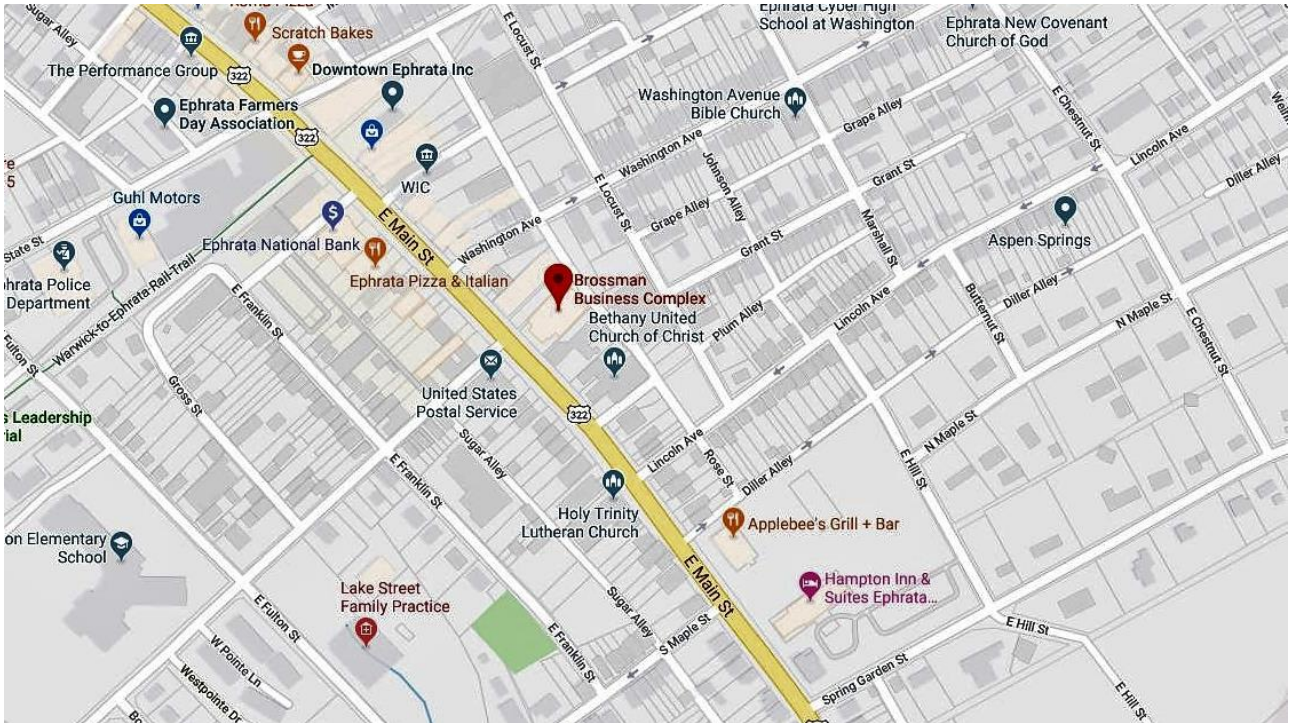 Sugar Alley
Scratch Bakes
The Performance Group
322
Downtown Ephrata Inc
Ephrata Farmers
Day Association
322
E Locust St
Ephrata Cyber High
School at Washington
Ephrata New Covenant
Church of God
Washington Avenue
Bible Church
E Chestnut St
Grape Alley
Lincoln Ave
Diller Alley
Washington Ave
Johnson Alley
Grant St
WIC
re
5
Guhl Motors
E Locust St
Grape Alley
Marshall St
Aspen Springs
State St
E Main St
Ephrata National Bank
Washington Ave
Grant St
Ephrata Pizza & Italian
phrata Police
Department
Warwick-to-Ephrata-Rail-Trail
E Franklin St
Brossman
Business Complex
Bethany United
Church of Christ
Plum Alley
Lincoln Ave
Butternut St
Diller Alley
N Maple St
E Chestnut St
E Fulton St
Gross St
United States
Postal Service
322
s Leadership
rial
Sugar Alley
Lincoln Ave
Rose St
Diller Alley
E Hill St
N Maple St
E Franklin St
Holy Trinity
Lutheran Church
Applebee's Grill + Bar
on Elementary
School
E Main St
Hampton Inn &
Suites Ephrata...
Lake Street
Family Practice
E Fulton St
Sugar Alley
S Maple St
E Franklin St
E Hill St
W Pointe Ln
Westpointe Dr
Spring Garden St
E Hill St